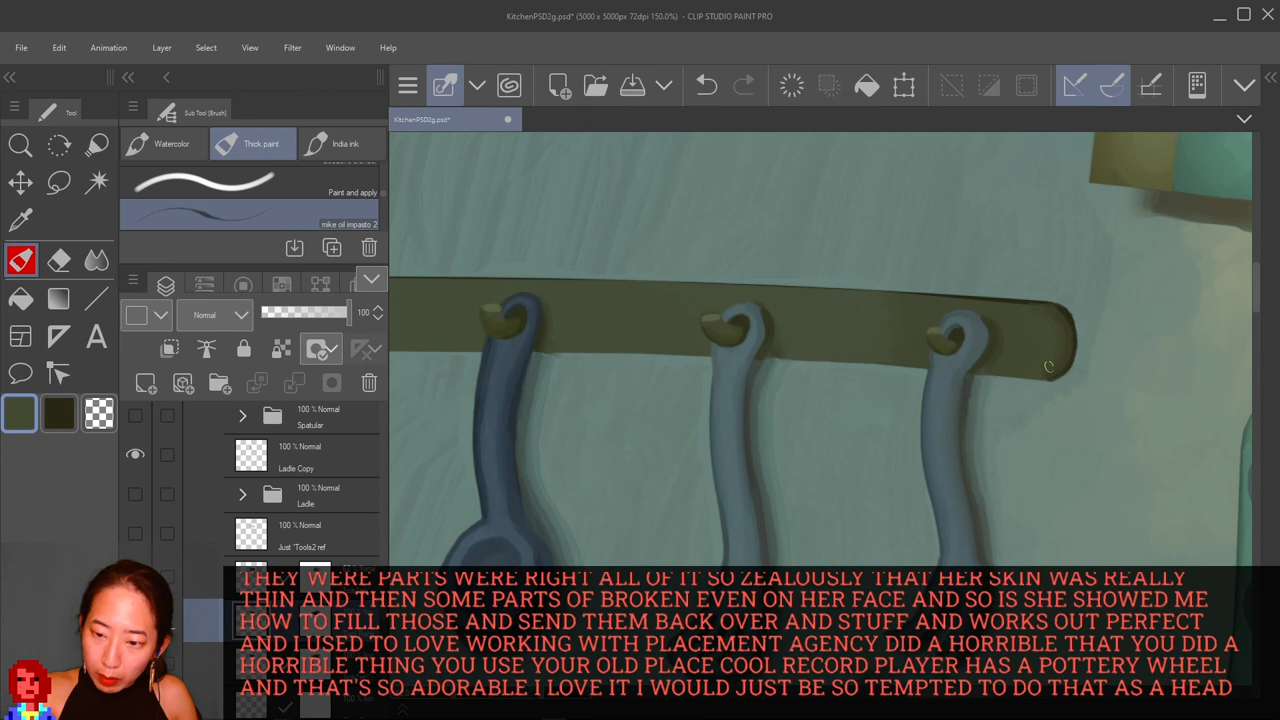 KitchenPSD2g.psd* (5000 x 5000px 72dpi 150.0%) - CLIP STUDIO PAINT PRO
File Edit Animation Layer Select View Filter Window Help
Tool
Sub Tool [Brush]
KitchenPSD2g.psd*
Watercolor
Thick paint
India ink
Paint and apply
mike oil impasto 2
Normal
100
100 % Normal
Spatular
100 % Normal
Ladle Copy
100 % Normal
Ladle
100 % Normal
Just 'Tools2 ref
THEY WERE PARTS WERE RIGHT ALL OF IT SO ZEALOUSLY THAT HER SKIN WAS REALLY
THIN AND THEN SOME PARTS OF BROKEN EVEN ON HER FACE AND SO IS SHE SHOWED ME
HOW TO FILL THOSE AND SEND THEM BACK OVER AND STUFF AND WORKS OUT PERFECT
AND I USED TO LOVE WORKING WITH PLACEMENT AGENCY DID A HORRIBLE THAT YOU DID A
HORRIBLE THING YOU USE YOUR OLD PLACE COOL RECORD PLAYER HAS A POTTERY WHEEL
AND THAT'S SO ADORABLE I LOVE IT I WOULD JUST BE SO TEMPTED TO DO THAT AS A HEAD